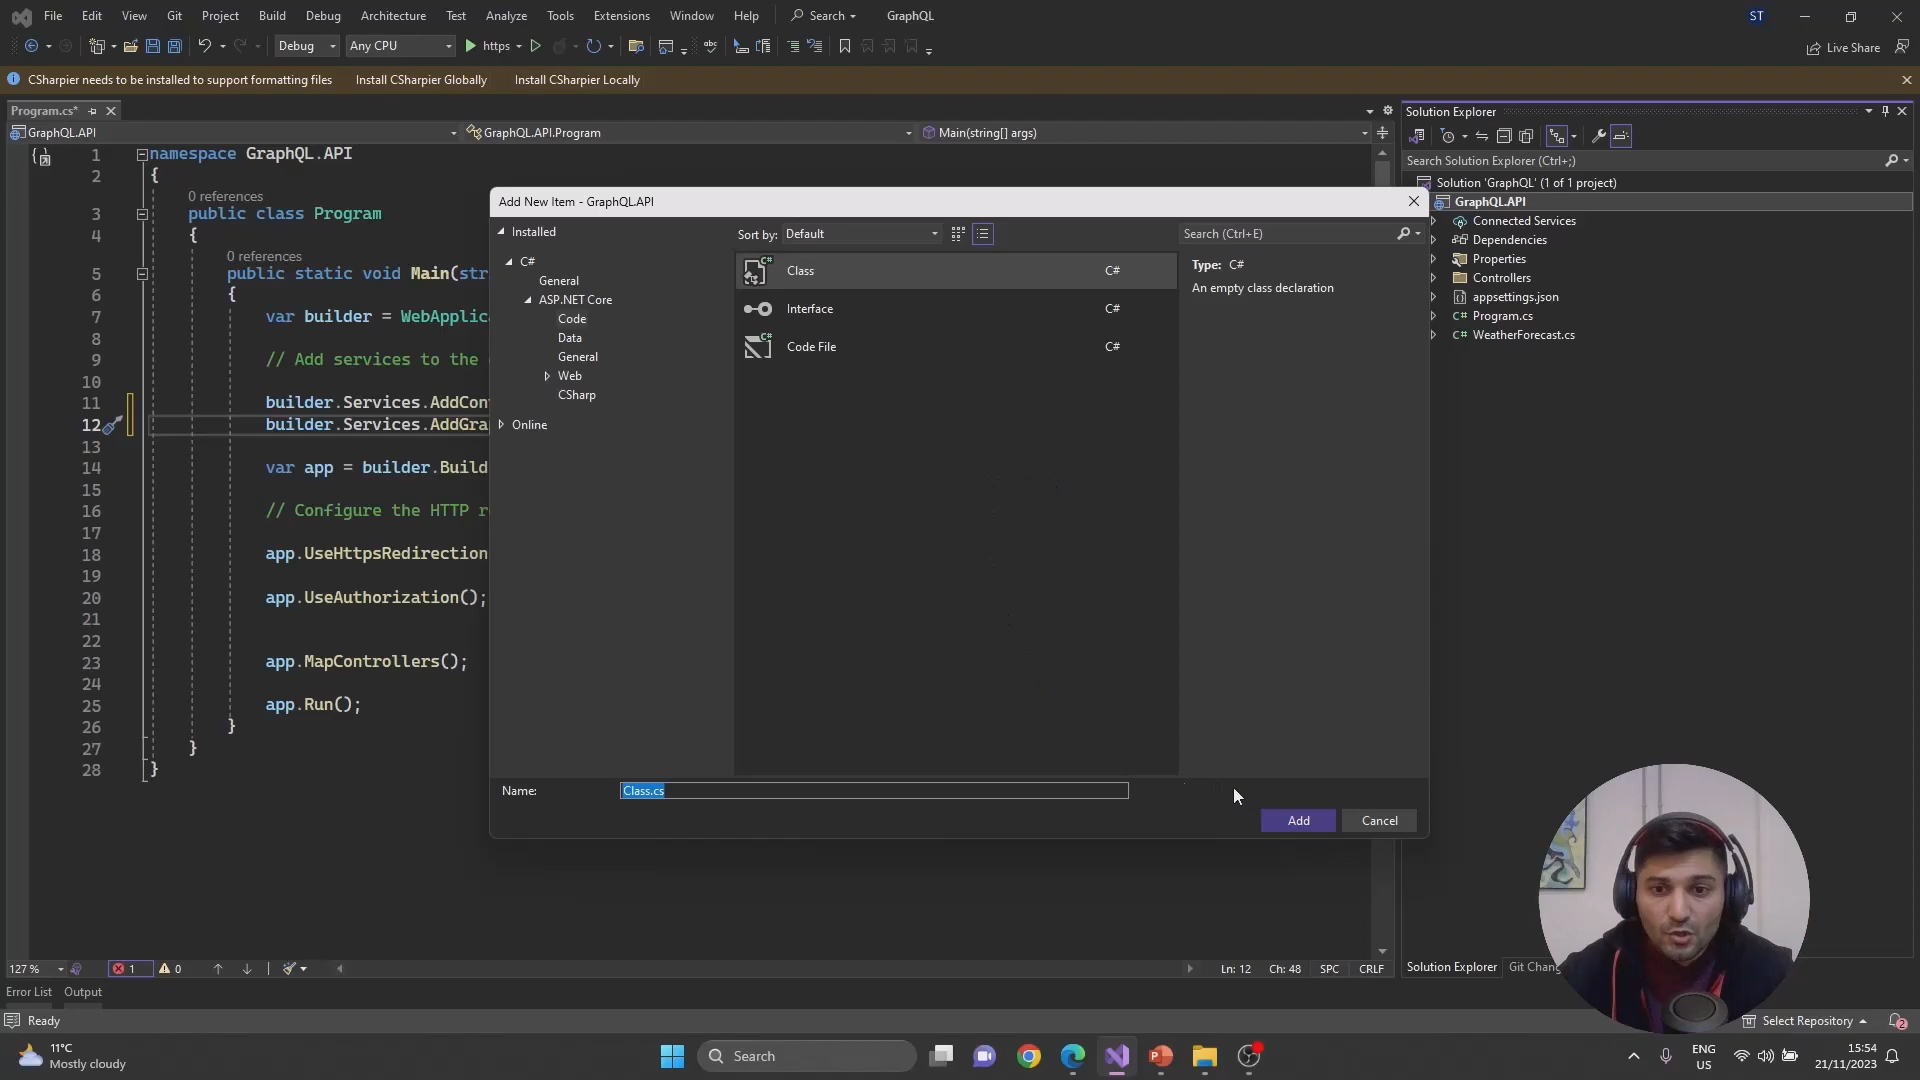 File Edit View Git Project Build Debug Architecture Test Analyze Tools Extensions Window Help Search GraphQL ST
Debug Any CPU https Live Share
CSharpier needs to be installed to support formatting files Install CSharpier Globally Install CSharpier Locally
Program.cs*
GraphQL.API GraphQL.API.Program Main(string[] args)
1 namespace GraphQL.API
2 {
0 references
3 public class Program
4 {
0 references
5 public static void Main(str
6 {
7 var builder = WebApplica
8
9 // Add services to the
10
11 builder.Services.AddCon
12 builder.Services.AddGra
13
14 var app = builder.Build
15
16 // Configure the HTTP r
17
18 app.UseHttpsRedirection
19
20 app.UseAuthorization();
21
22
23 app.MapControllers();
24
25 app.Run();
26 }
27 }
28 }
Add New Item - GraphQL.API
Installed
C#
General
ASP.NET Core
Code
Data
General
Web
CSharp
Online
Sort by: Default
Class C#
Interface C#
Code File C#
Search (Ctrl+E)
Type: C#
An empty class declaration
Name: Class.cs
Add Cancel
Solution Explorer
Search Solution Explorer (Ctrl+;)
Solution 'GraphQL' (1 of 1 project)
GraphQL.API
Connected Services
Dependencies
Properties
Controllers
appsettings.json
C# Program.cs
C# WeatherForecast.cs
127 % 1 0 Ln: 12 Ch: 48 SPC CRLF
Solution Explorer Git Chang
Error List Output
Ready Select Repository 2
11°C
Mostly cloudy
Search
ENG
US
15:54
21/11/2023